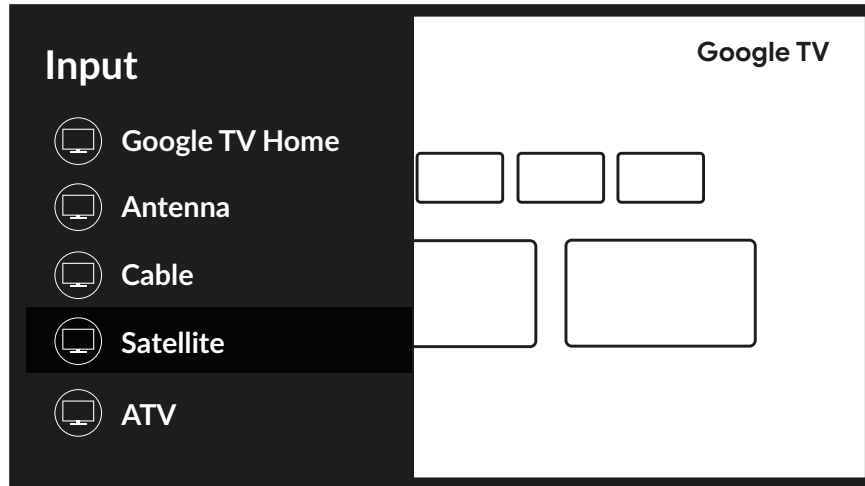 Input
Google TV
Google TV Home
Antenna
Cable
Satellite
ATV